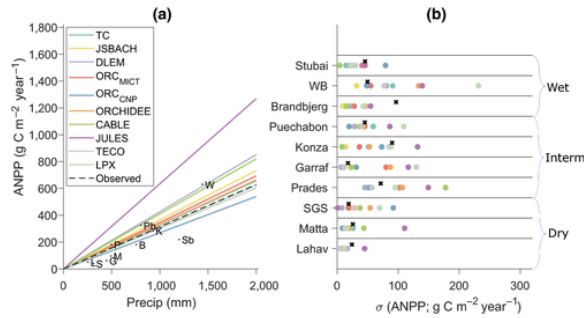 (a)
(b)
ANPP (g C m⁻² year⁻¹)
1,800
1,600
1,400
1,200
1,000
800
600
400
200
0
TC
JSBACH
DLEM
ORC_MICT
ORC_CNP
ORCHIDEE
CABLE
JULES
TECO
LPX
Observed
W
Pb
K
Sb
B
P
M
G
LS
0 500 1,000 1,500 2,000
Precip (mm)
Stubai
WB
Brandbjerg
Puechabon
Konza
Garraf
Prades
SGS
Matta
Lahav
Wet
Interm
Dry
0 100 200 300
σ (ANPP; g C m⁻² year⁻¹)